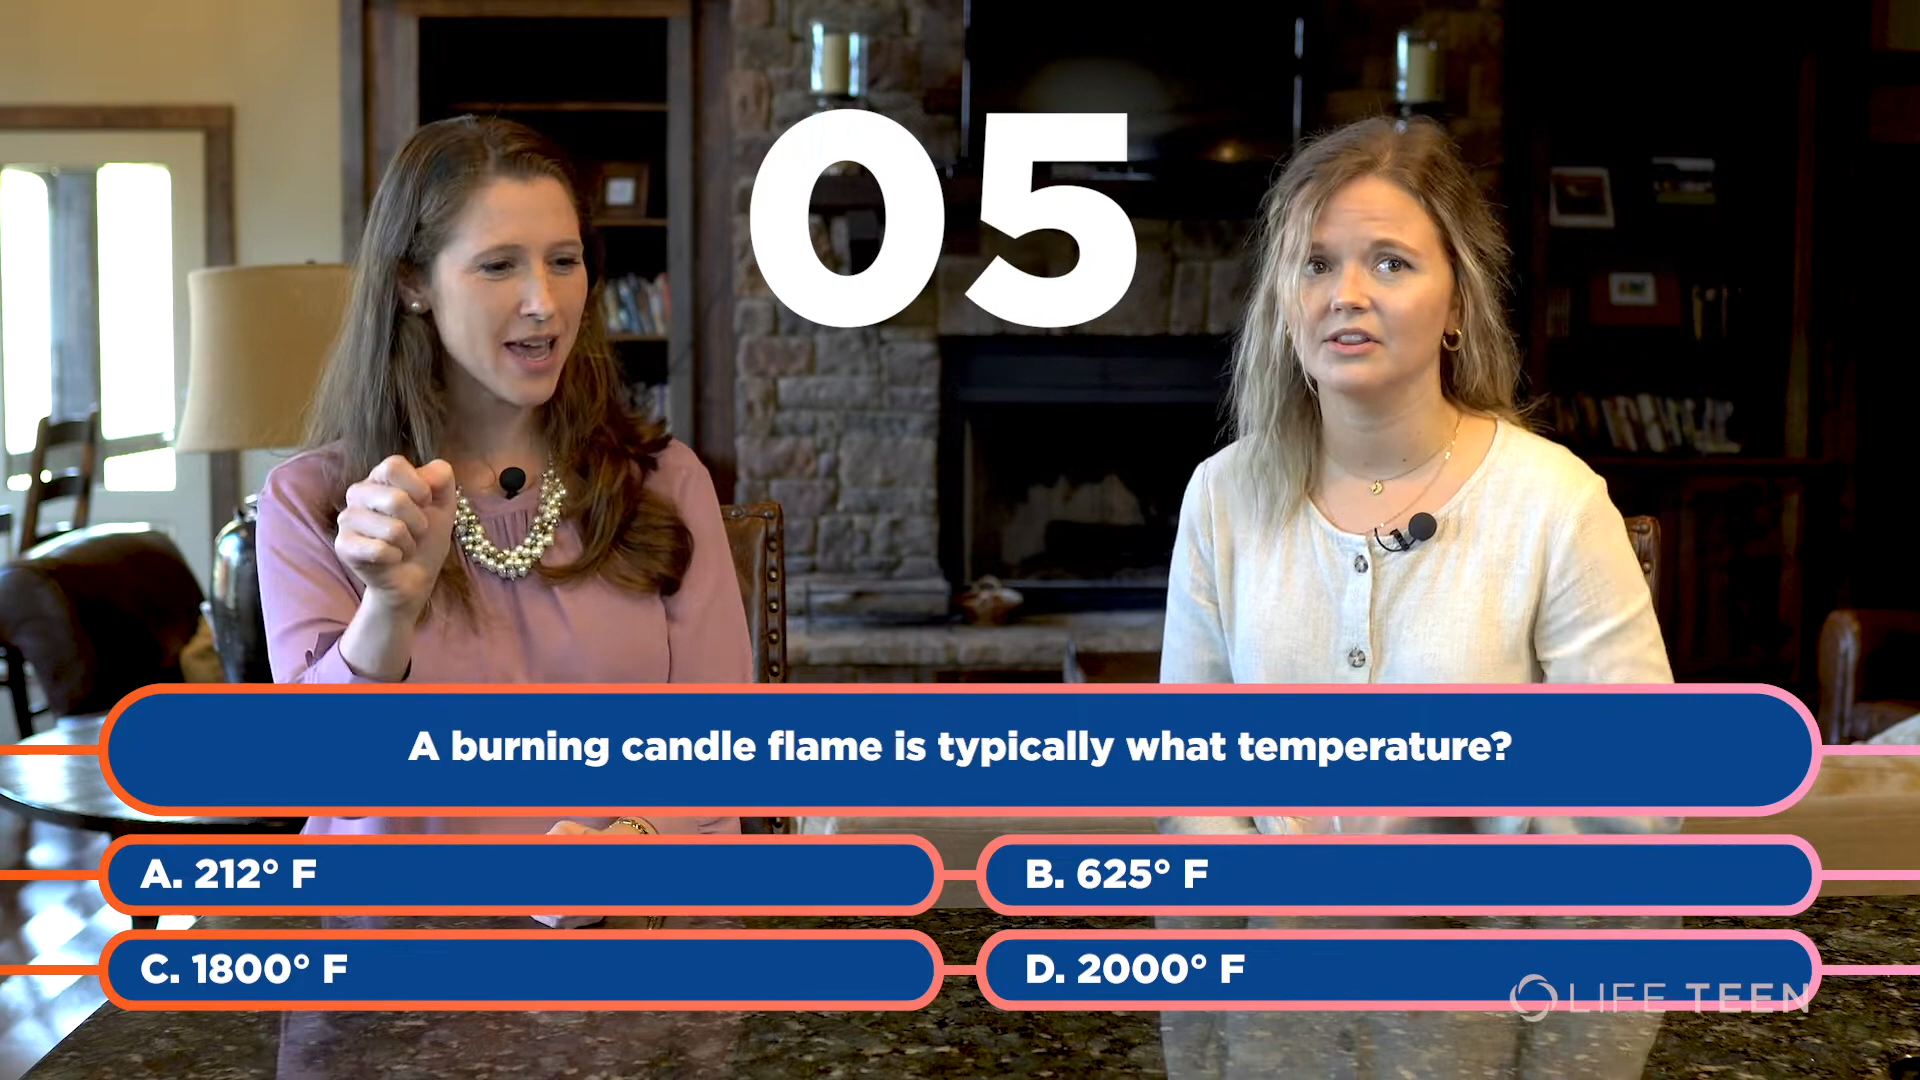 05
A burning candle flame is typically what temperature?
A. 212° F
B. 625° F
C. 1800° F
D. 2000° F
LIFE TEEN